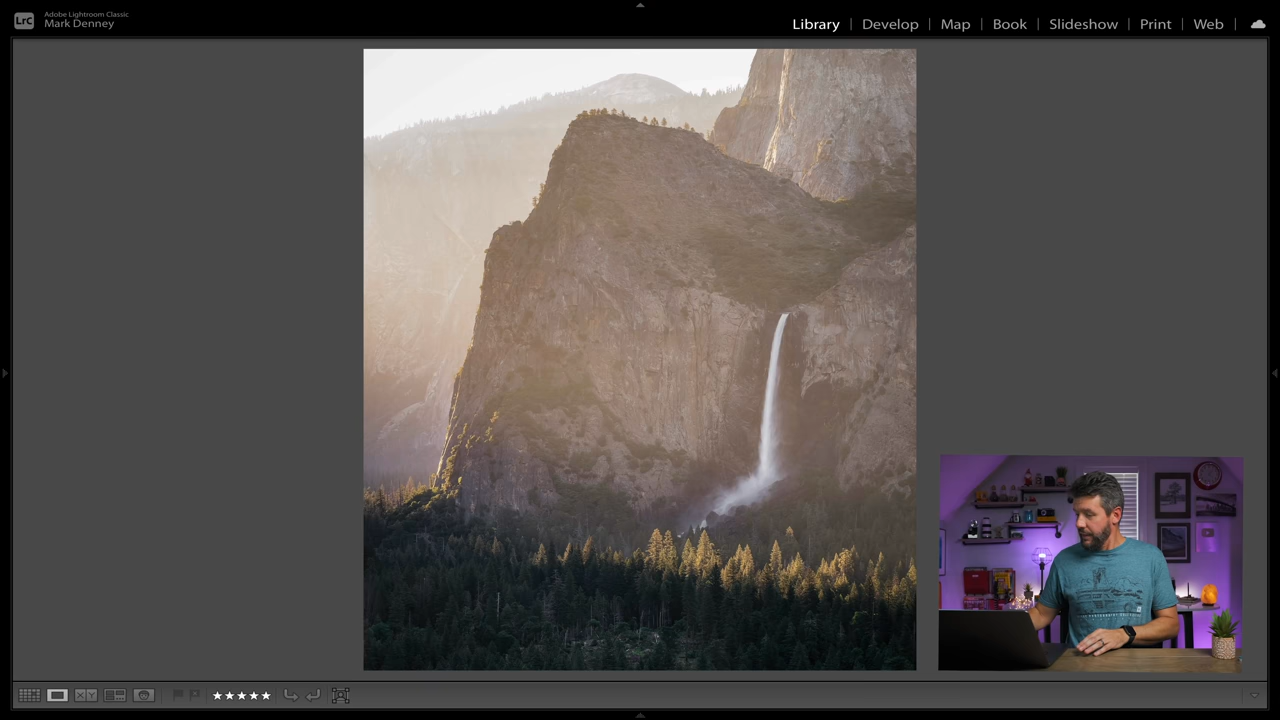 LrC
Adobe Lightroom Classic
Mark Denney
Library | Develop | Map | Book | Slideshow | Print | Web |
X Y